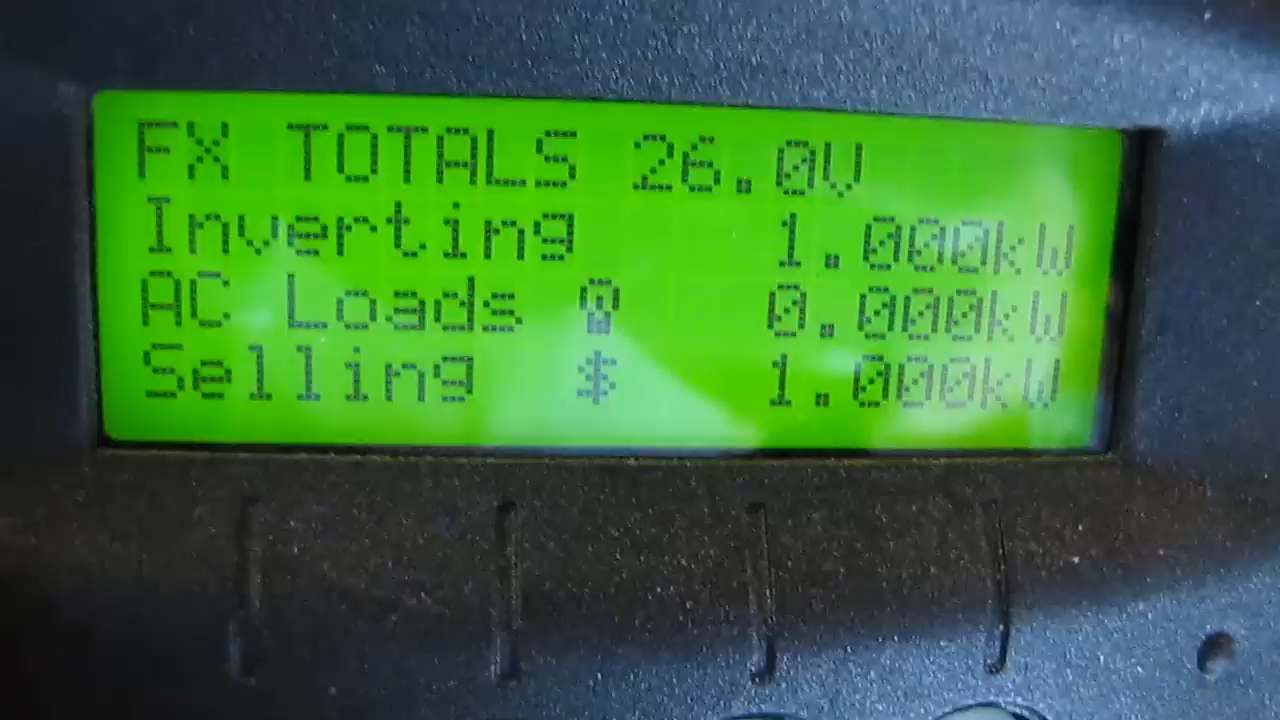 FX TOTALS 26.0V
Inverting 1.000kW
AC Loads 0.000kW
Selling $ 1.000kW